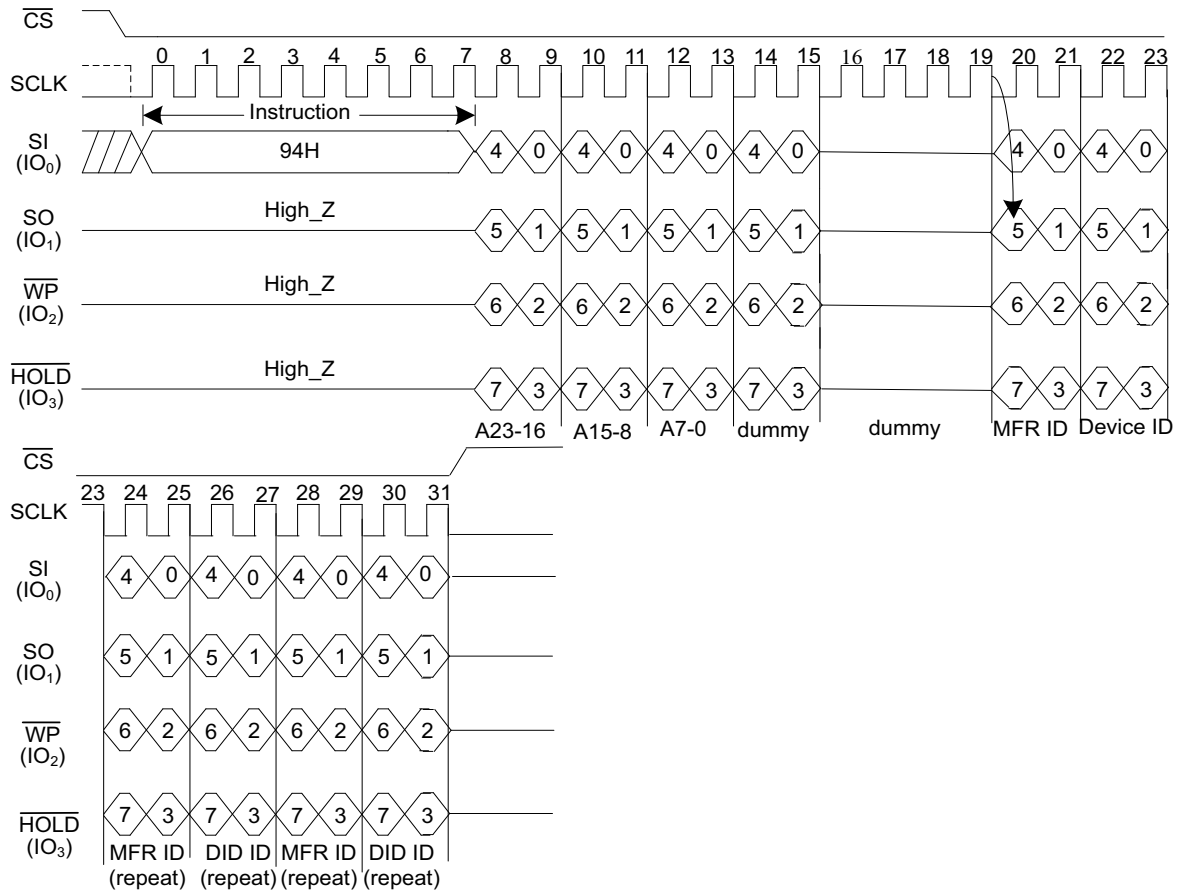 CS
0 1 2 3 4 5 6 7 8 9 10 11 12 13 14 15 16 17 18 19 20 21 22 23
SCLK
Instruction
SI
(IO₀)
94H
4 0 4 0 4 0 4 0 4 0 4 0
SO
(IO₁)
High_Z
5 1 5 1 5 1 5 1 5 1 5 1
WP
(IO₂)
High_Z
6 2 6 2 6 2 6 2 6 2 6 2
HOLD
(IO₃)
High_Z
7 3 7 3 7 3 7 3 7 3 7 3
A23-16 A15-8 A7-0 dummy dummy MFR ID Device ID
CS
23 24 25 26 27 28 29 30 31
SCLK
SI
(IO₀)
4 0 4 0 4 0 4 0
SO
(IO₁)
5 1 5 1 5 1 5 1
WP
(IO₂)
6 2 6 2 6 2 6 2
HOLD
(IO₃)
7 3 7 3 7 3 7 3
MFR ID DID ID MFR ID DID ID
(repeat) (repeat) (repeat) (repeat)